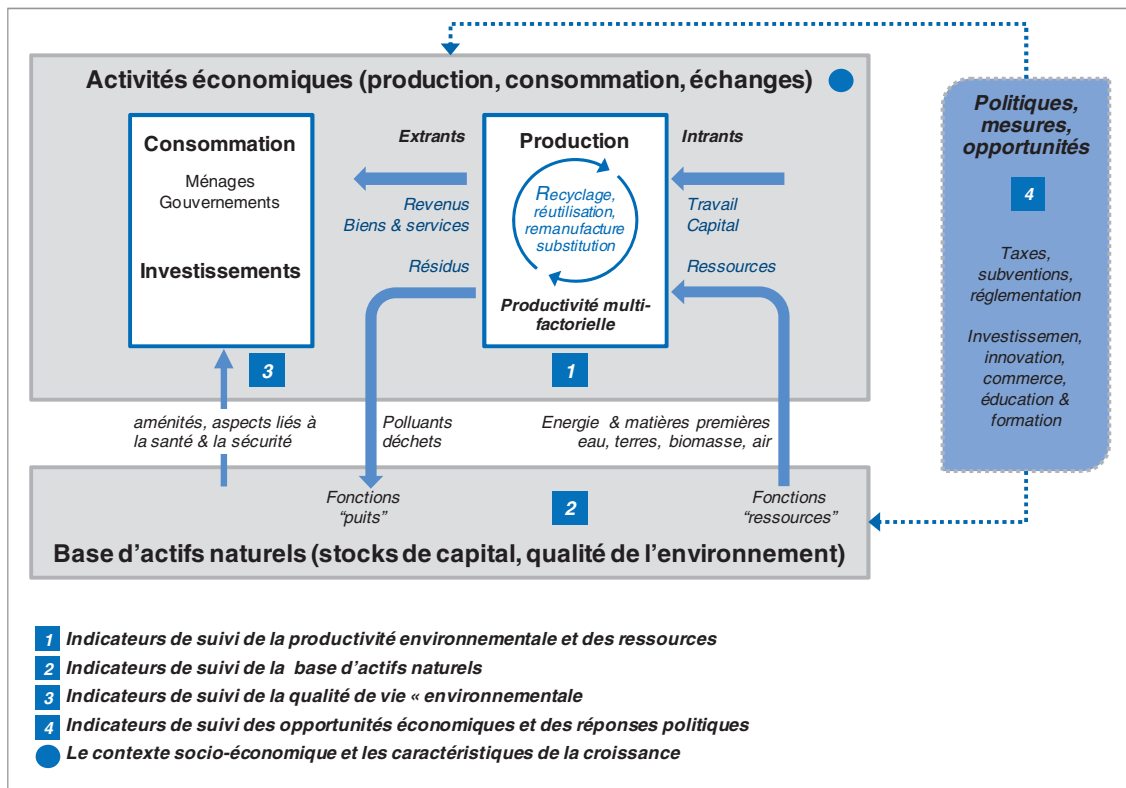 Activités économiques (production, consommation, échanges)
Consommation
Ménages
Gouvernements
Investissements
3
Extrants
Revenus
Biens & services
Résidus
Production
Recyclage,
réutilisation,
remanufacture
substitution
Productivité multi-
factorielle
1
Intrants
Travail
Capital
Ressources
Politiques,
mesures,
opportunités
4
Taxes,
subventions,
réglementation
Investissemen,
innovation,
commerce,
éducation &
formation
aménités, aspects liés à
la santé & la sécurité
Polluants
déchets
Energie & matières premières
eau, terres, biomasse, air
Fonctions
“puits”
2
Fonctions
“ressources”
Base d’actifs naturels (stocks de capital, qualité de l’environnement)
1 Indicateurs de suivi de la productivité environnementale et des ressources
2 Indicateurs de suivi de la base d’actifs naturels
3 Indicateurs de suivi de la qualité de vie « environnementale
4 Indicateurs de suivi des opportunités économiques et des réponses politiques
Le contexte socio-économique et les caractéristiques de la croissance